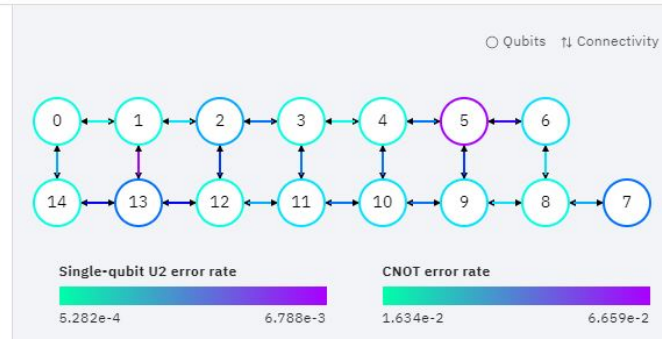 Qubits ↑↓ Connectivity
0 1 2 3 4 5 6
14 13 12 11 10 9 8 7
Single-qubit U2 error rate CNOT error rate
5.282e-4 6.788e-3 1.634e-2 6.659e-2